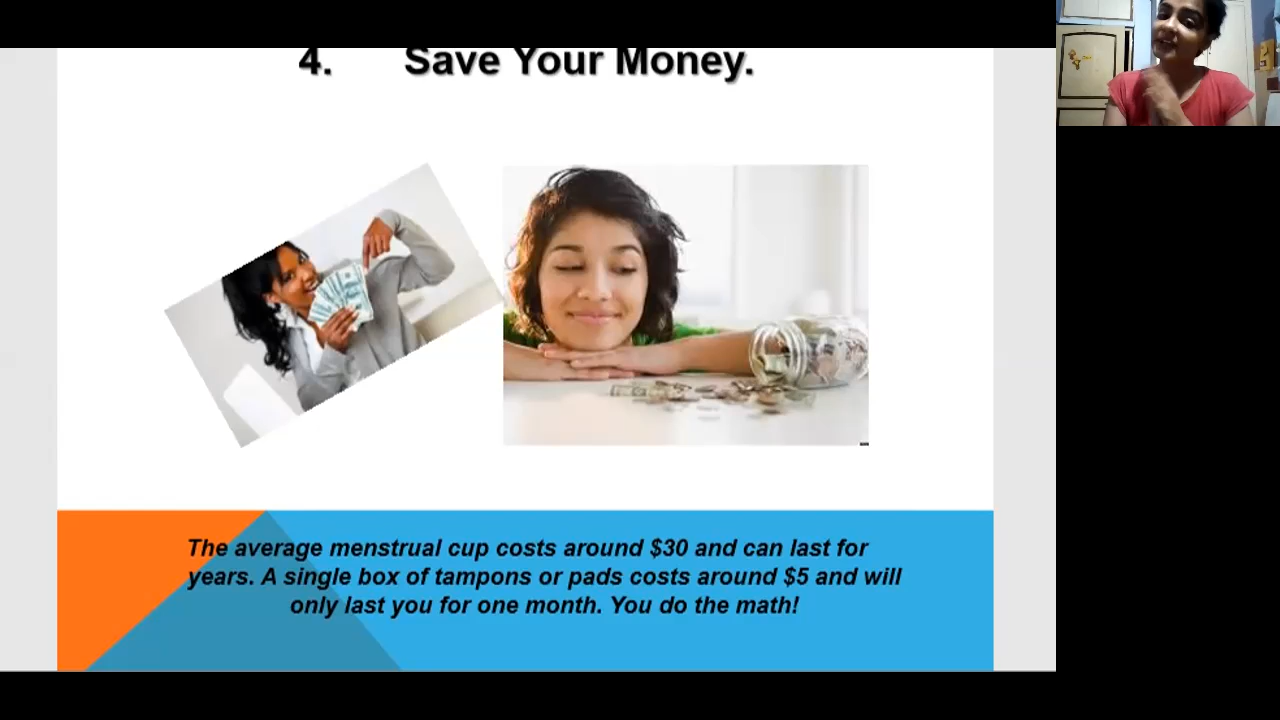 4. Save Your Money.
The average menstrual cup costs around $30 and can last for
years. A single box of tampons or pads costs around $5 and will
only last you for one month. You do the math!